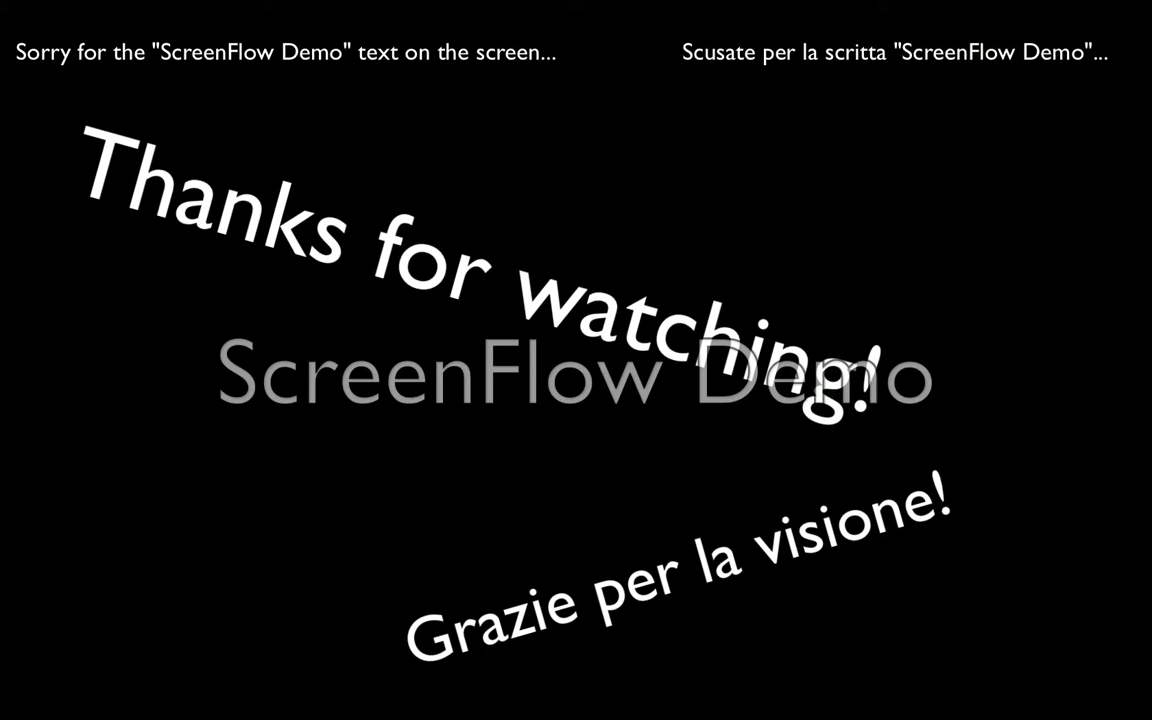 Sorry for the "ScreenFlow Demo" text on the screen...
Scusate per la scritta "ScreenFlow Demo"...
Thanks for watching!
ScreenFlow Demo
Grazie per la visione!